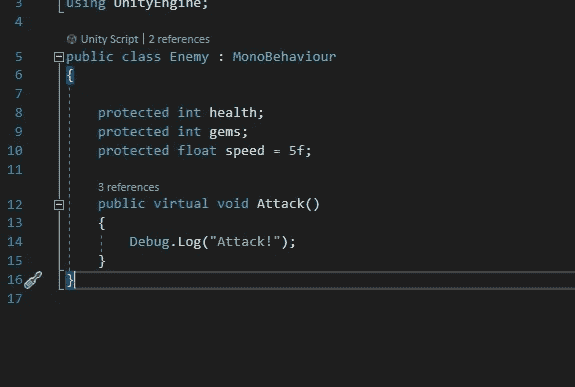 3 using UnityEngine;
4
Unity Script | 2 references
5 public class Enemy : MonoBehaviour
6 {
7
8 protected int health;
9 protected int gems;
10 protected float speed = 5f;
11
3 references
12 public virtual void Attack()
13 {
14 Debug.Log("Attack!");
15 }
16 }
17